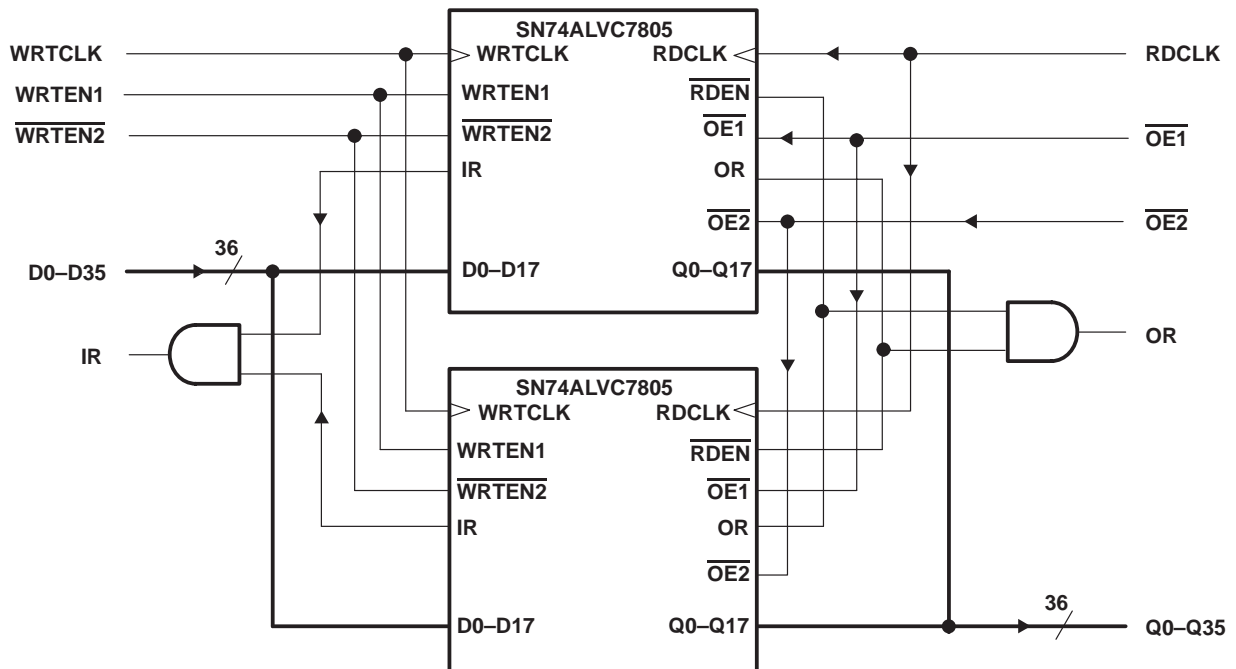 SN74ALVC7805
WRTCLK
WRTCLK
RDCLK
RDCLK
WRTEN1
WRTEN1
RDEN
WRTEN2
WRTEN2
OE1
OE1
IR
OR
OE2
OE2
36
D0–D35
D0–D17
Q0–Q17
IR
OR
SN74ALVC7805
WRTCLK
RDCLK
WRTEN1
RDEN
WRTEN2
OE1
IR
OR
OE2
36
D0–D17
Q0–Q17
Q0–Q35